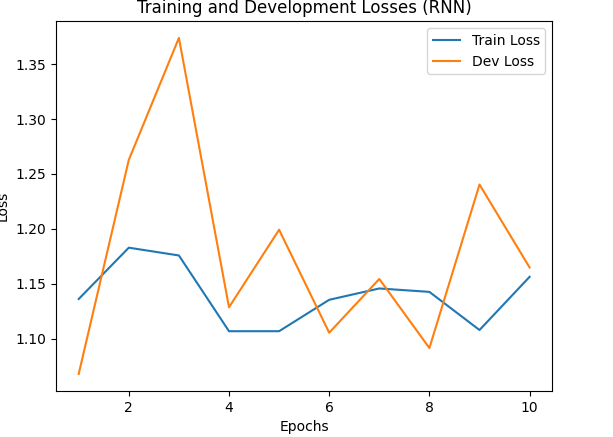 Training and Development Losses (RNN)
Train Loss
Dev Loss
1.35
1.30
1.25
1.20
1.15
1.10
Loss
2
4
6
8
10
Epochs